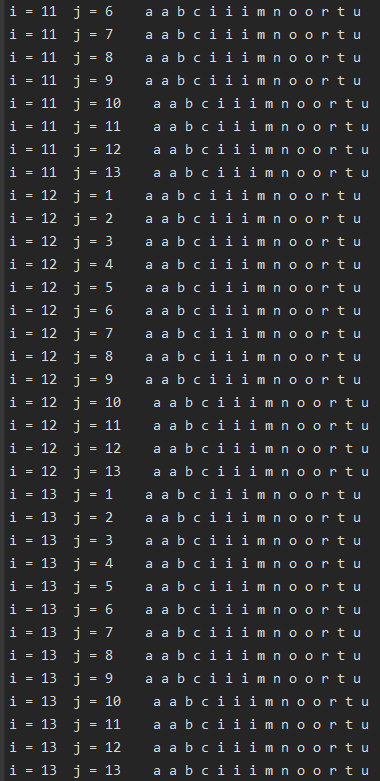 i = 11  j = 6    a a b c i i i m n o o r t u
i = 11  j = 7    a a b c i i i m n o o r t u
i = 11  j = 8    a a b c i i i m n o o r t u
i = 11  j = 9    a a b c i i i m n o o r t u
i = 11  j = 10    a a b c i i i m n o o r t u
i = 11  j = 11    a a b c i i i m n o o r t u
i = 11  j = 12    a a b c i i i m n o o r t u
i = 11  j = 13    a a b c i i i m n o o r t u
i = 12  j = 1    a a b c i i i m n o o r t u
i = 12  j = 2    a a b c i i i m n o o r t u
i = 12  j = 3    a a b c i i i m n o o r t u
i = 12  j = 4    a a b c i i i m n o o r t u
i = 12  j = 5    a a b c i i i m n o o r t u
i = 12  j = 6    a a b c i i i m n o o r t u
i = 12  j = 7    a a b c i i i m n o o r t u
i = 12  j = 8    a a b c i i i m n o o r t u
i = 12  j = 9    a a b c i i i m n o o r t u
i = 12  j = 10    a a b c i i i m n o o r t u
i = 12  j = 11    a a b c i i i m n o o r t u
i = 12  j = 12    a a b c i i i m n o o r t u
i = 12  j = 13    a a b c i i i m n o o r t u
i = 13  j = 1    a a b c i i i m n o o r t u
i = 13  j = 2    a a b c i i i m n o o r t u
i = 13  j = 3    a a b c i i i m n o o r t u
i = 13  j = 4    a a b c i i i m n o o r t u
i = 13  j = 5    a a b c i i i m n o o r t u
i = 13  j = 6    a a b c i i i m n o o r t u
i = 13  j = 7    a a b c i i i m n o o r t u
i = 13  j = 8    a a b c i i i m n o o r t u
i = 13  j = 9    a a b c i i i m n o o r t u
i = 13  j = 10    a a b c i i i m n o o r t u
i = 13  j = 11    a a b c i i i m n o o r t u
i = 13  j = 12    a a b c i i i m n o o r t u
i = 13  j = 13    a a b c i i i m n o o r t u